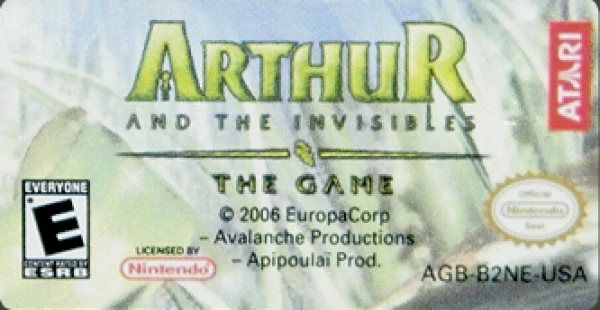 ARTHUR
AND THE INVISIBLES
THE GAME
ATARI
© 2006 EuropaCorp
– Avalanche Productions
– Apipoulaï Prod.
EVERYONE
E
CONTENT RATED BY
ESRB
LICENSED BY
Nintendo
Official
Nintendo
Seal
AGB-B2NE-USA